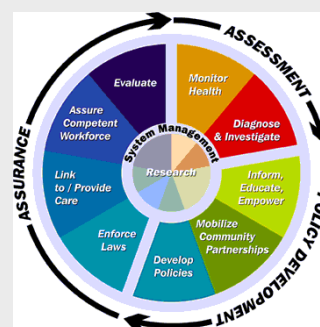 ASSESSMENT
Monitor
Health
Diagnose
& Investigate
POLICY DEVELOPMENT
Inform,
Educate,
Empower
Mobilize
Community
Partnerships
Develop
Policies
ASSURANCE
Enforce
Laws
Link
to / Provide
Care
Assure
Competent
Workforce
Evaluate
System Management
Research